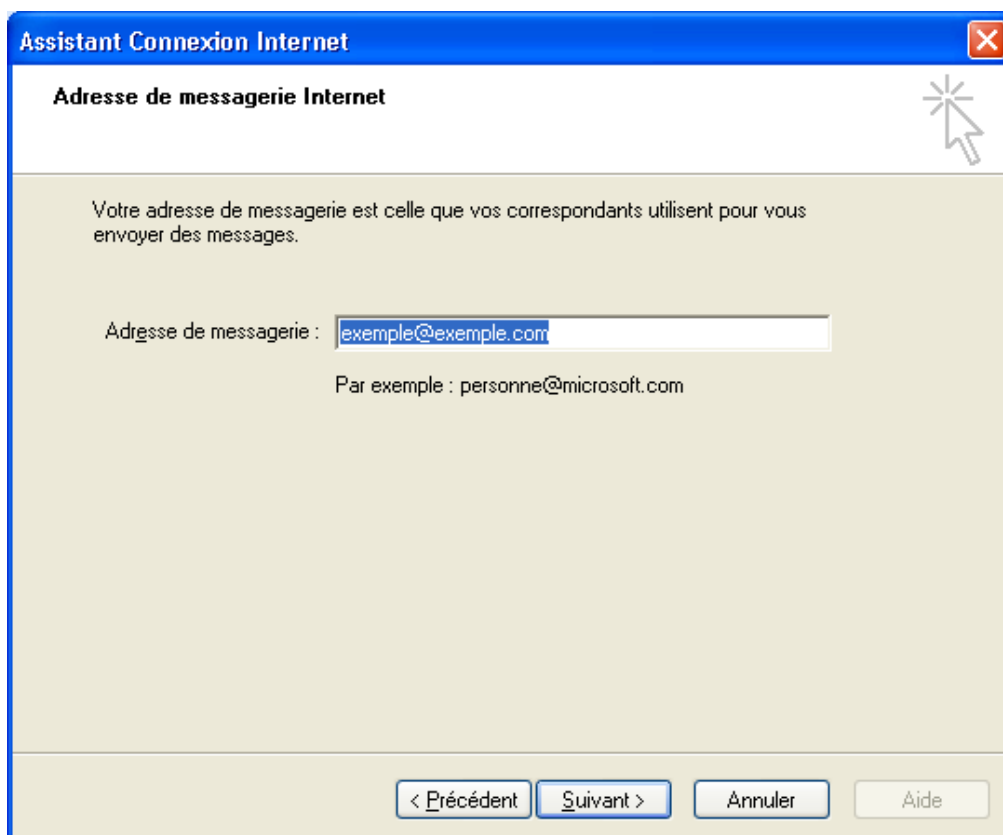 Assistant Connexion Internet
Adresse de messagerie Internet
Votre adresse de messagerie est celle que vos correspondants utilisent pour vous
envoyer des messages.
Adresse de messagerie : exemple@exemple.com
Par exemple : personne@microsoft.com
< Précédent Suivant > Annuler Aide